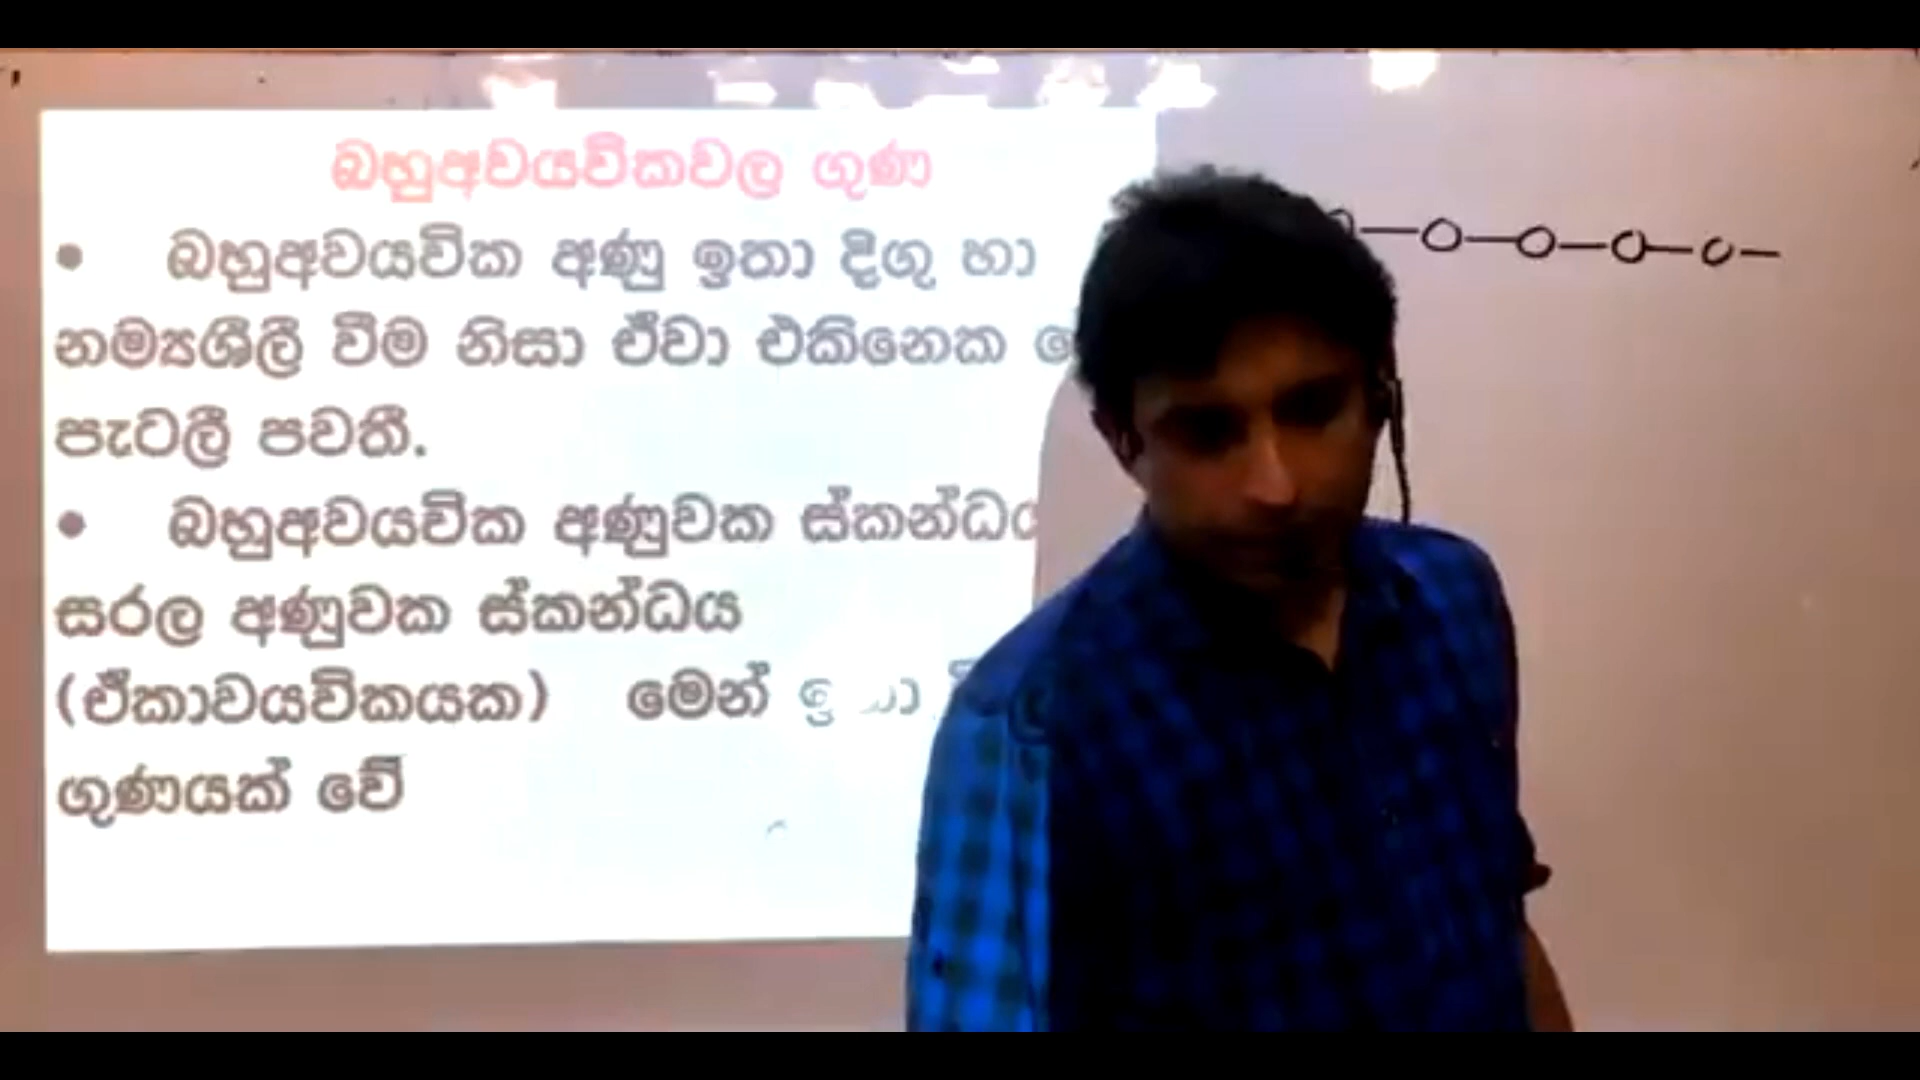 බහුඅවයවිකවල ගුණ
• බහුඅවයවික අණු ඉතා දිගු හා
නම්‍යශීලී වීම නිසා ඒවා එකිනෙක
පැටලී පවතී.
• බහුඅවයවික අණුවක ස්කන්ධය
සරල අණුවක ස්කන්ධය
(ඒකාවයවිකයක) මෙන්
ගුණයක් වේ